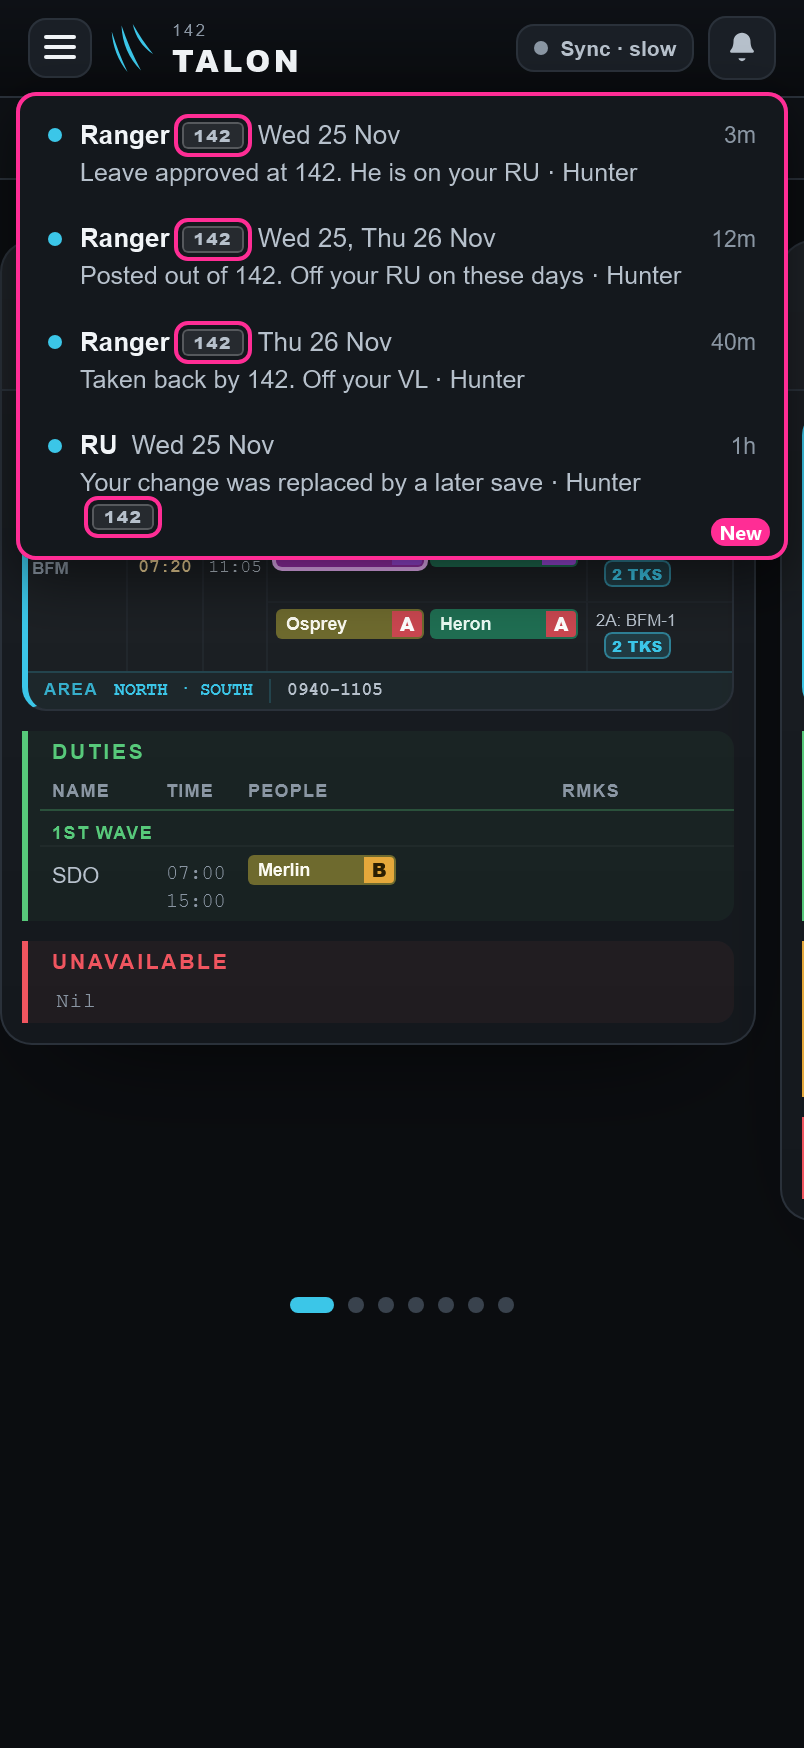 142
TALON
Sync · slow
Ranger 142 Wed 25 Nov 3m
Leave approved at 142. He is on your RU · Hunter
Ranger 142 Wed 25, Thu 26 Nov 12m
Posted out of 142. Off your RU on these days · Hunter
Ranger 142 Thu 26 Nov 40m
Taken back by 142. Off your VL · Hunter
RU Wed 25 Nov 1h
Your change was replaced by a later save · Hunter
142
New
BFM 07:20 11:05
2 TKS
Osprey A Heron A 2A: BFM-1
2 TKS
AREA NORTH · SOUTH 0940–1105
DUTIES
NAME TIME PEOPLE RMKS
1ST WAVE
SDO 07:00 Merlin B
15:00
UNAVAILABLE
Nil